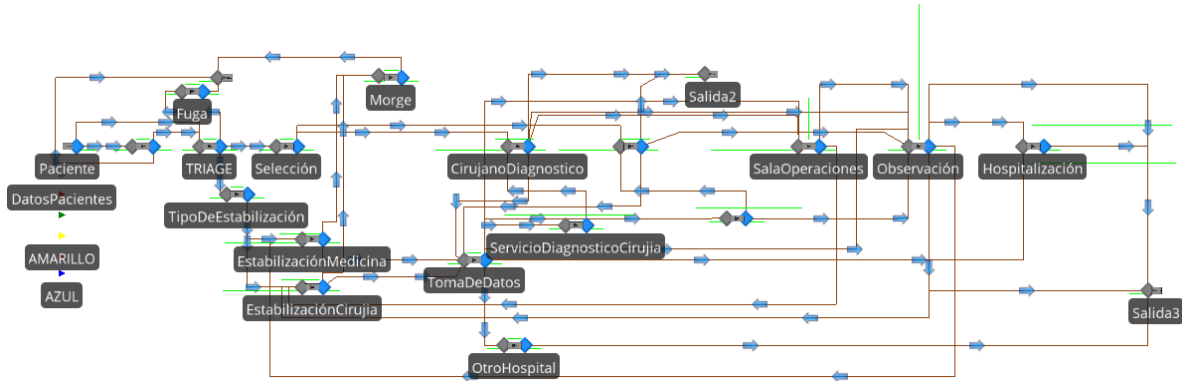 Morge
Salida2
Fuga
Paciente
TRIAGE
Selección
CirujanoDiagnostico
SalaOperaciones
Observación
Hospitalización
DatosPacientes
TipoDeEstabilización
AMARILLO
EstabilizaciónMedicina
ServicioDiagnosticoCirujia
AZUL
EstabilizaciónCirujia
TomaDeDatos
Salida3
OtroHospital